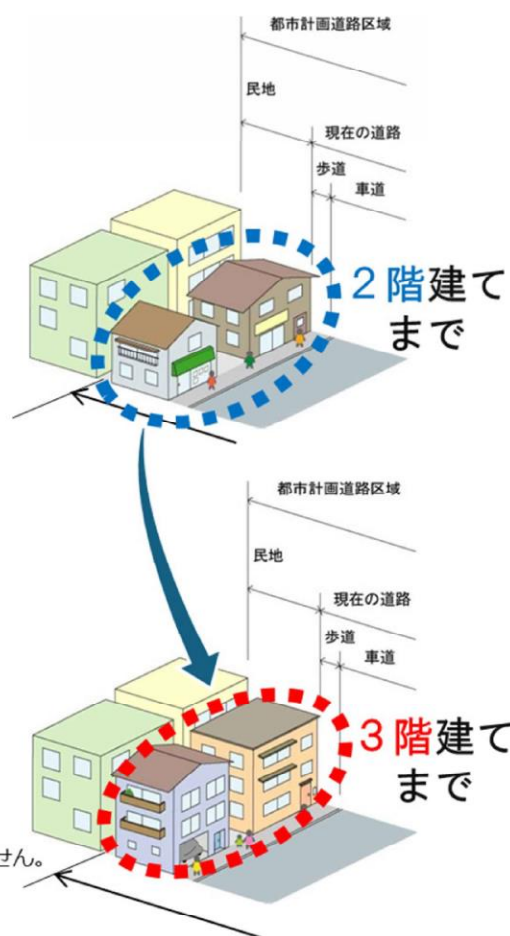 都市計画道路区域
民地
現在の道路
歩道
車道
2階建て
まで
都市計画道路区域
民地
現在の道路
歩道
車道
3階建て
まで
せん。